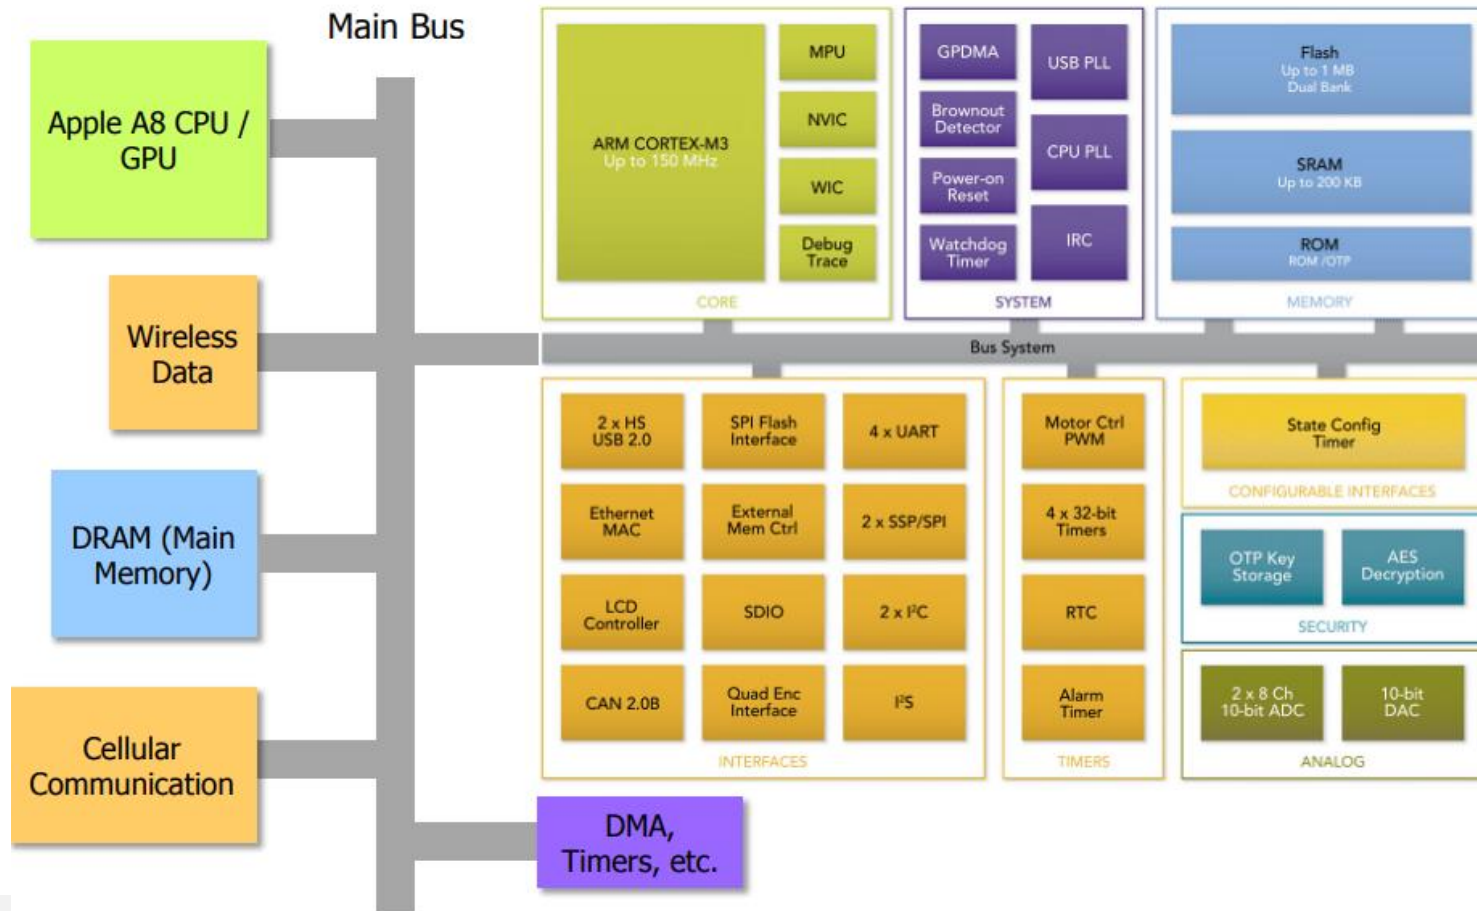 Main Bus
Apple A8 CPU /
GPU
Wireless
Data
DRAM (Main
Memory)
Cellular
Communication
DMA,
Timers, etc.
ARM CORTEX-M3
Up to 150 MHz
MPU
NVIC
WIC
Debug
Trace
CORE
GPDMA
Brownout
Detector
Power-on
Reset
Watchdog
Timer
USB PLL
CPU PLL
IRC
SYSTEM
Flash
Up to 1 MB
Dual Bank
SRAM
Up to 200 KB
ROM
ROM /OTP
MEMORY
Bus System
2 x HS
USB 2.0
SPI Flash
Interface
4 x UART
Ethernet
MAC
External
Mem Ctrl
2 x SSP/SPI
LCD
Controller
SDIO
2 x I²C
CAN 2.0B
Quad Enc
Interface
I²S
INTERFACES
Motor Ctrl
PWM
4 x 32-bit
Timers
RTC
Alarm
Timer
TIMERS
State Config
Timer
CONFIGURABLE INTERFACES
OTP Key
Storage
AES
Decryption
SECURITY
2 x 8 Ch
10-bit ADC
10-bit
DAC
ANALOG